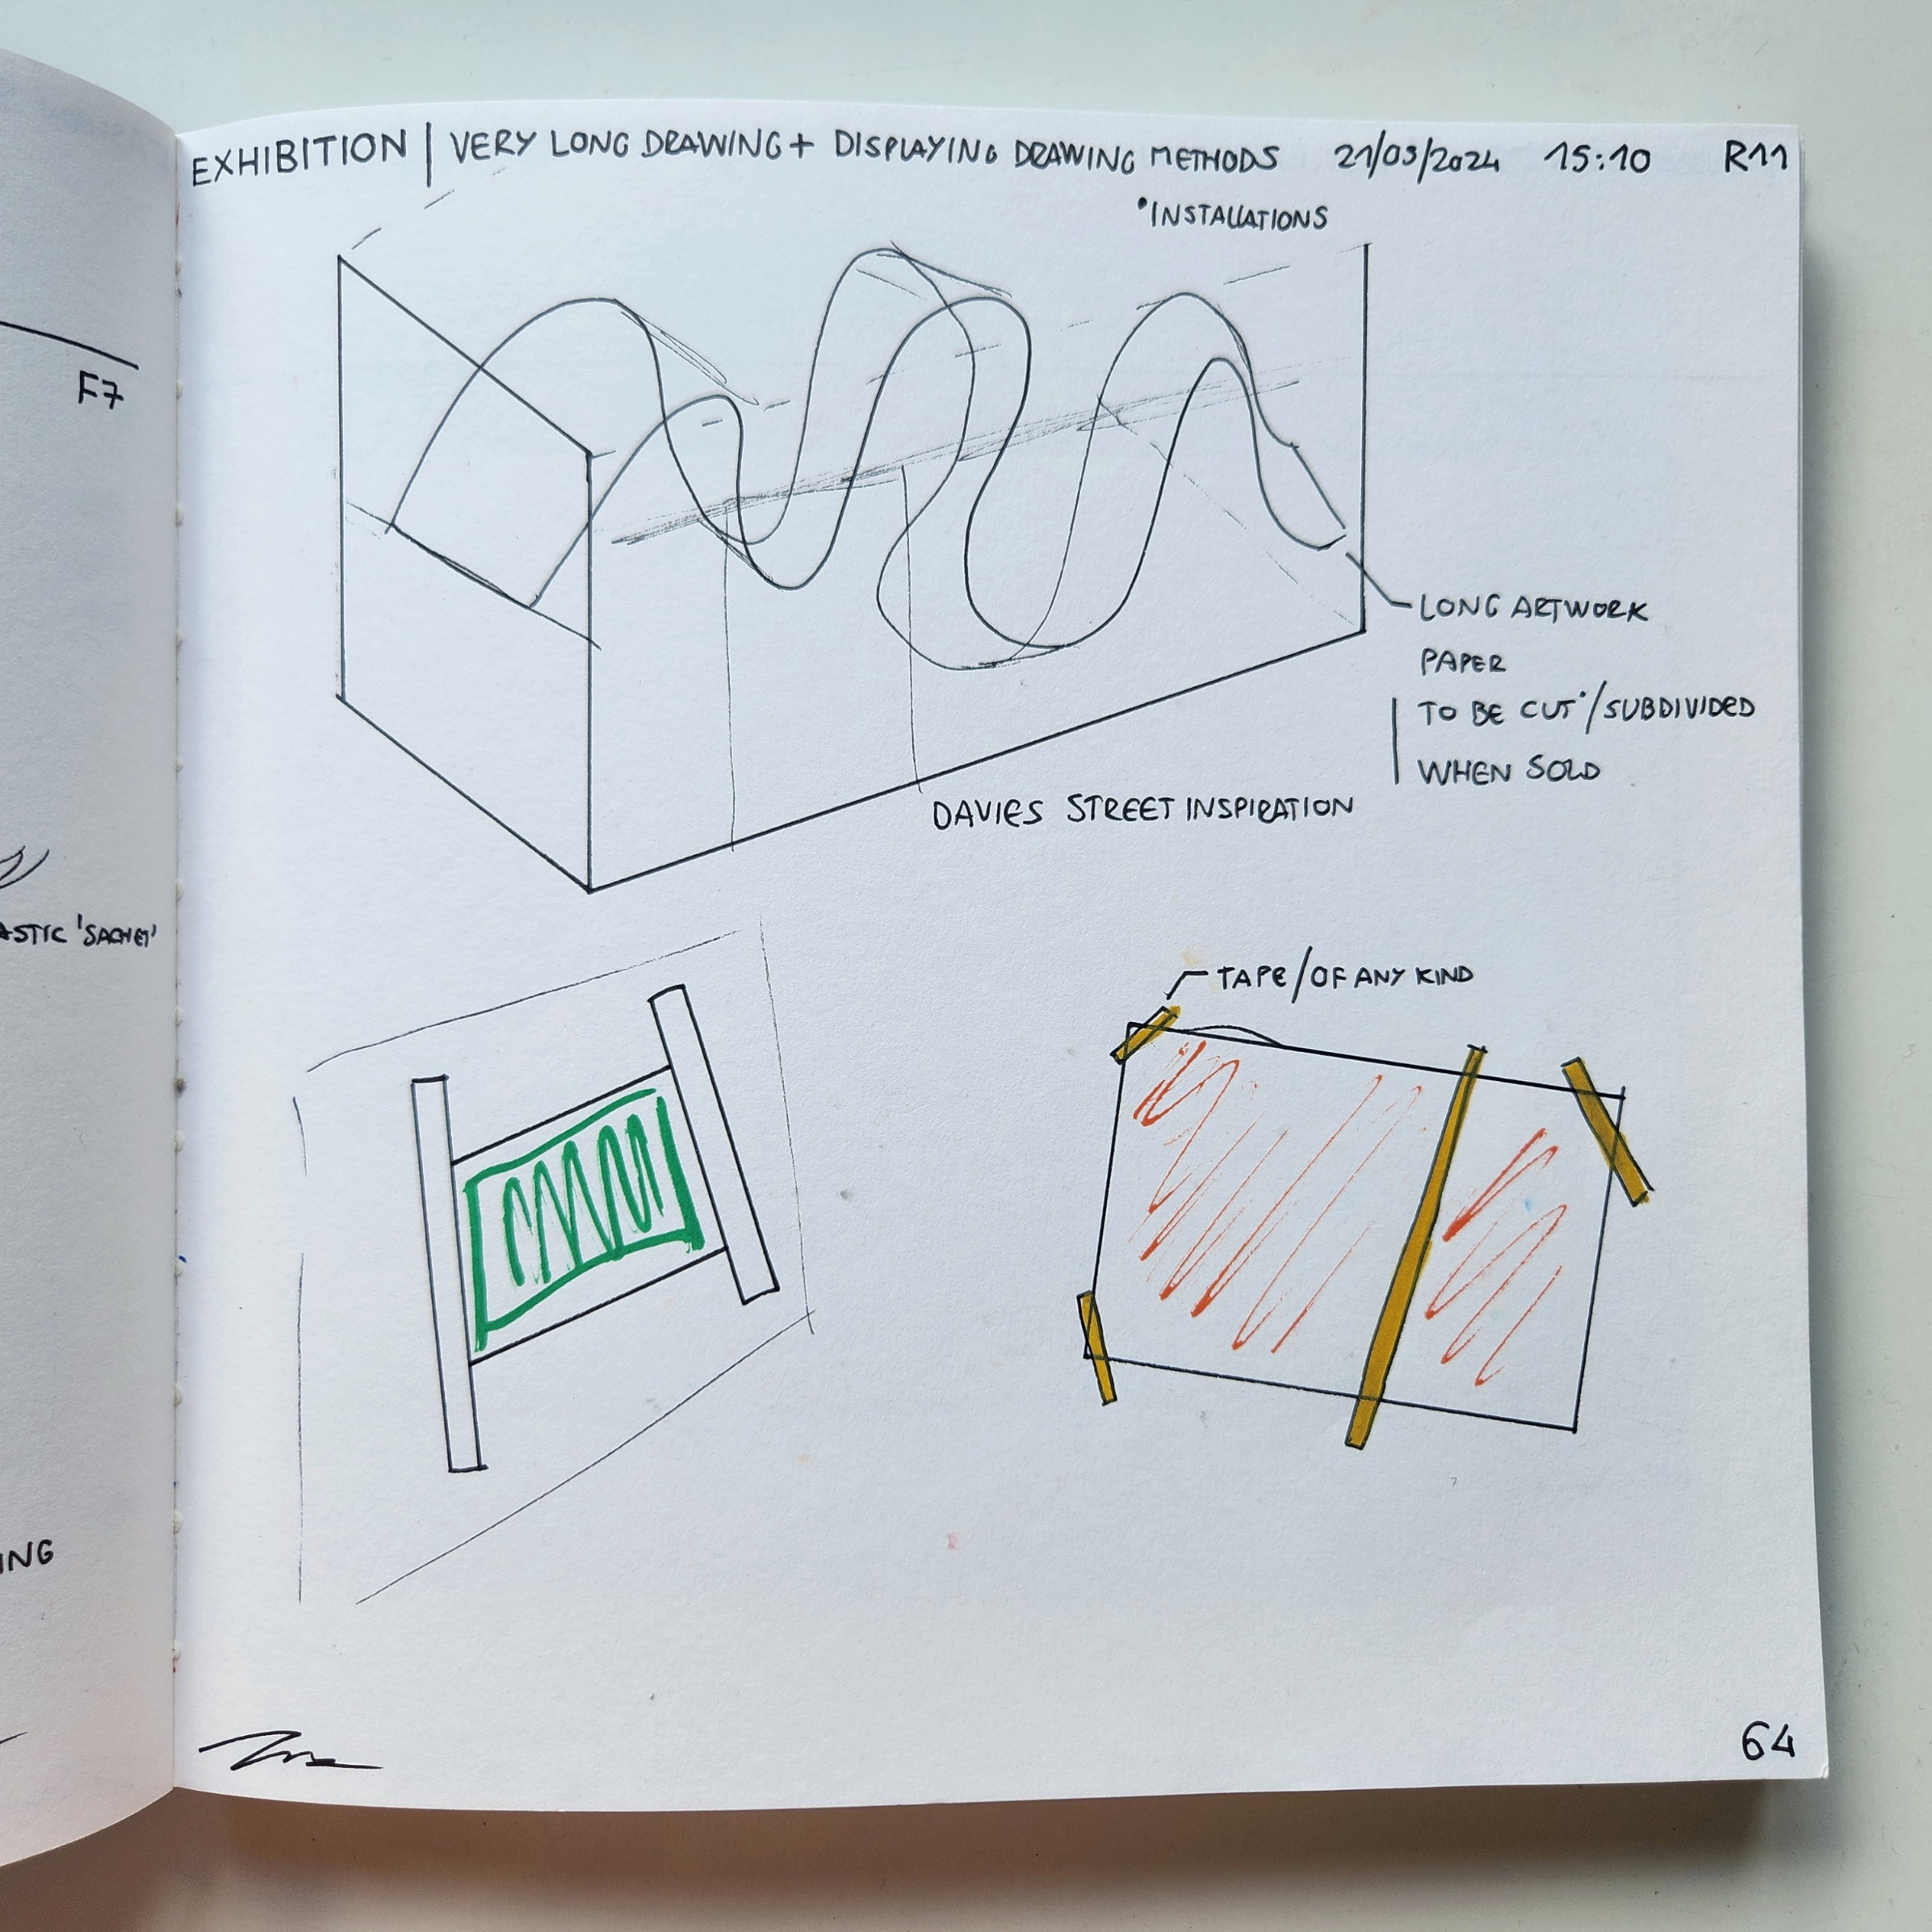 EXHIBITION | VERY LONG DRAWING + DISPLAYING DRAWING METHODS 21/03/2024 15:10 R11
•INSTALLATIONS
F7
LONG ARTWORK
PAPER
TO BE CUT/SUBDIVIDED
WHEN SOLD
DAVIES STREET INSPIRATION
ASTIC 'SACHET'
TAPE/OF ANY KIND
ING
64